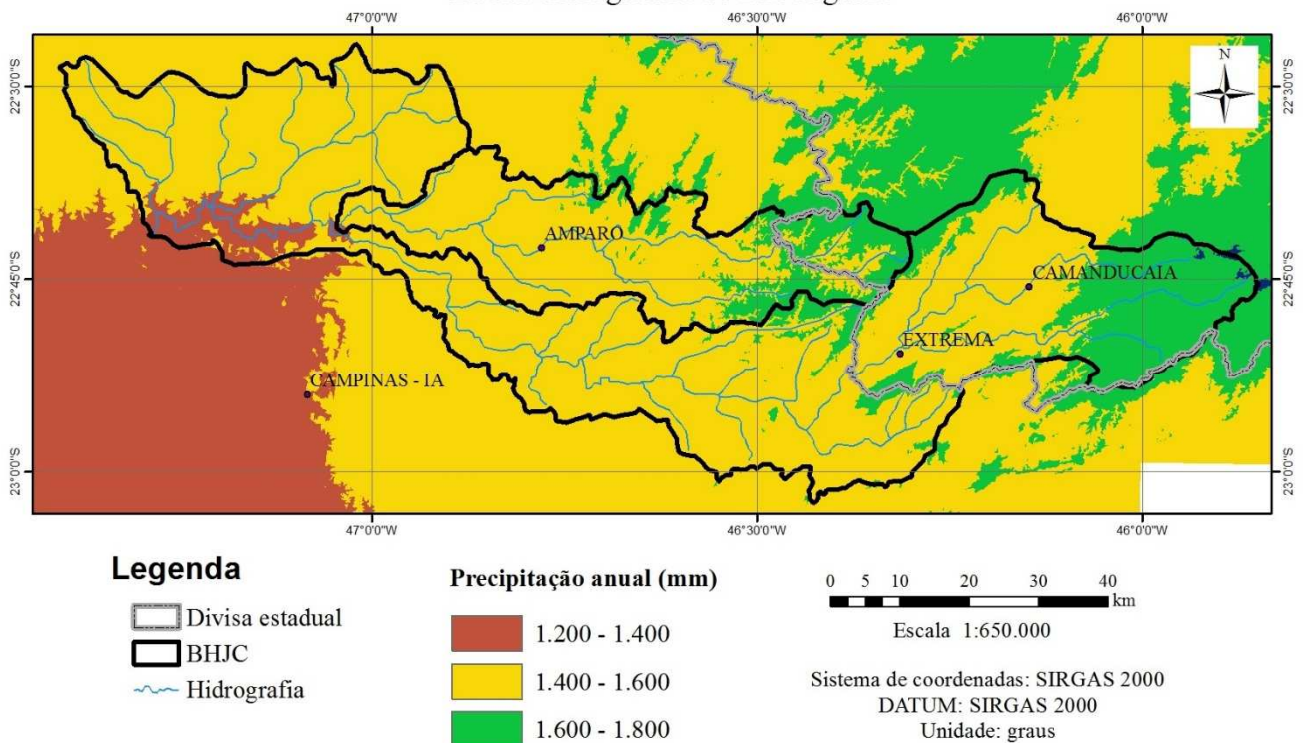 47°0'0"W
46°30'0"W
46°0'0"W
N
22°30'0"S
22°30'0"S
AMPARO
22°45'0"S
22°45'0"S
CAMANDUCAIA
EXTREMA
CAMPINAS - IA
23°0'0"S
23°0'0"S
47°0'0"W
46°30'0"W
46°0'0"W
Legenda
Divisa estadual
BHJC
Hidrografia
Precipitação anual (mm)
1.200 - 1.400
1.400 - 1.600
1.600 - 1.800
0 5 10 20 30 40
km
Escala 1:650.000
Sistema de coordenadas: SIRGAS 2000
DATUM: SIRGAS 2000
Unidade: graus